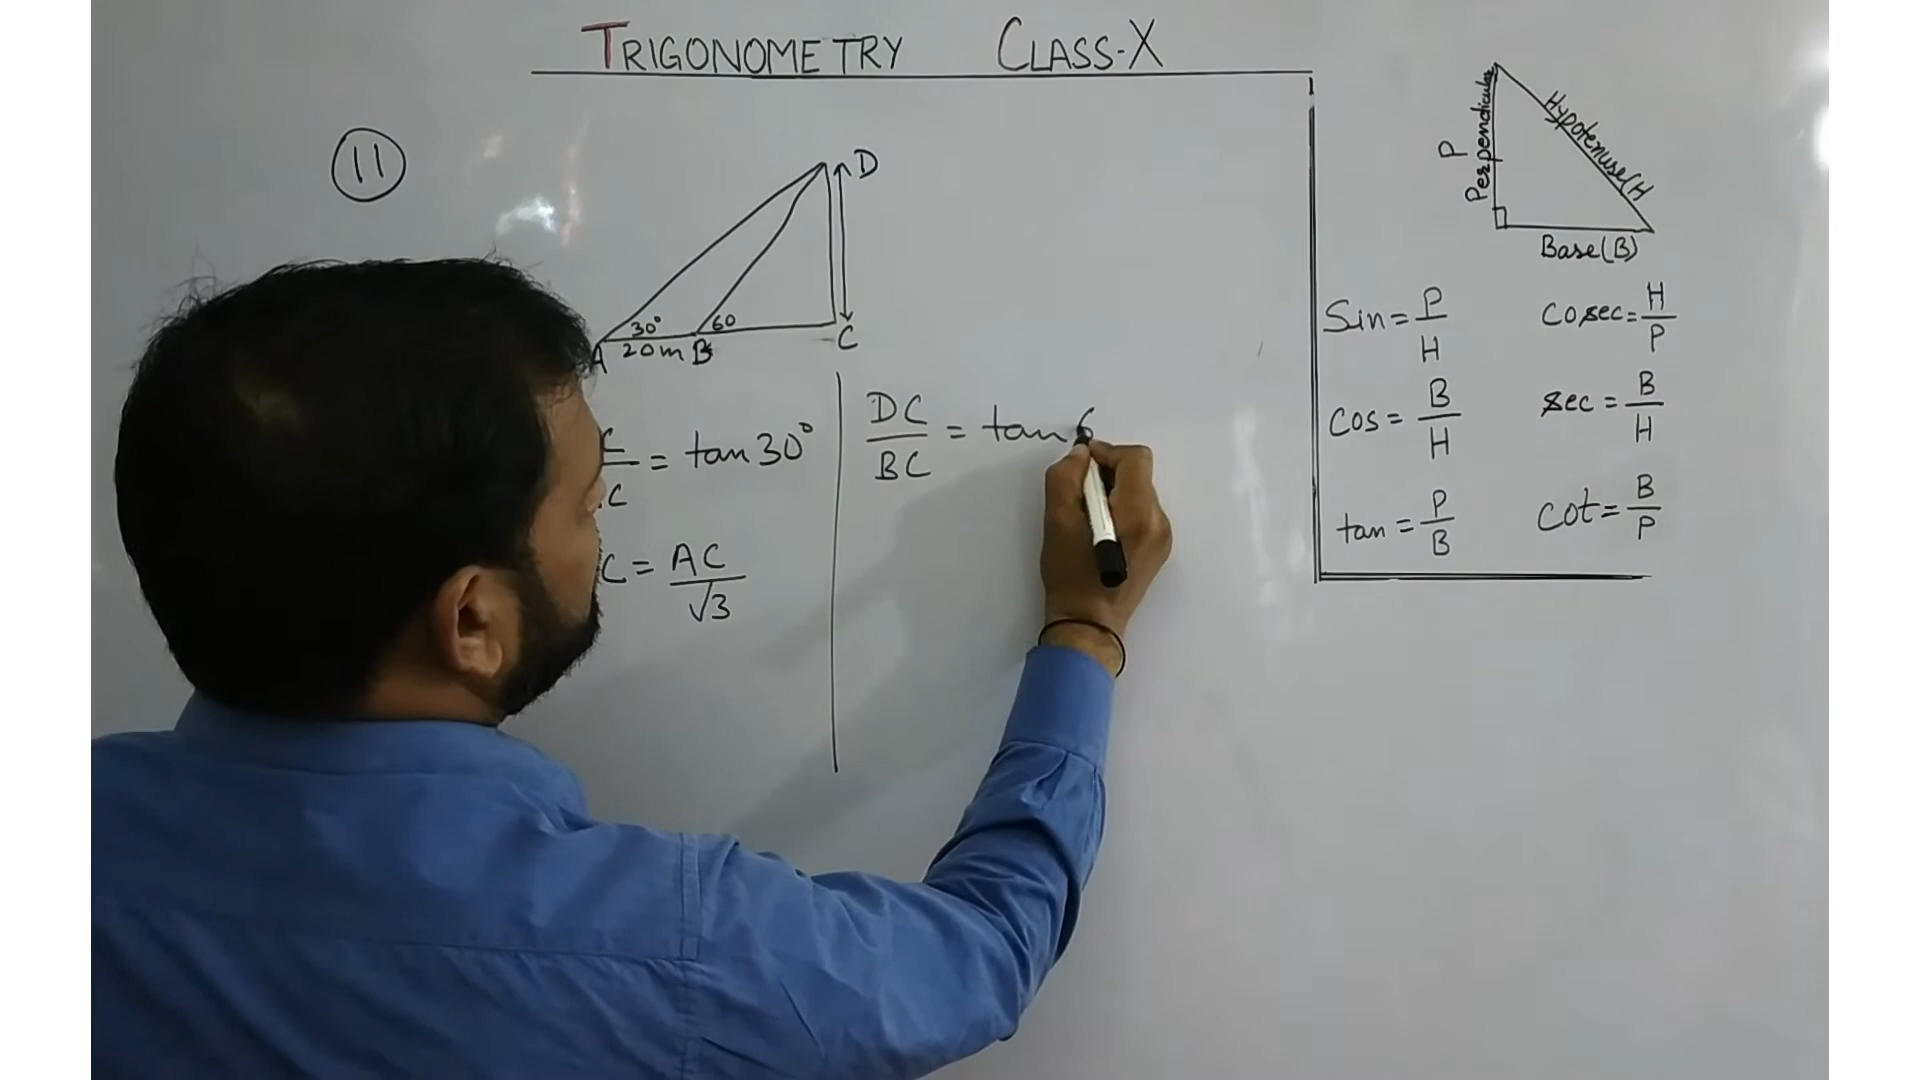 TRIGONOMETRY CLASS-X
11
D
30° 60
A 20m B C
C/C = tan 30°
C = AC/√3
DC/BC = tan 6
P
Perpendicular
Hypotenuse(H
Base(B)
Sin = P/H cosec = H/P
cos = B/H sec = B/H
tan = P/B cot = B/P